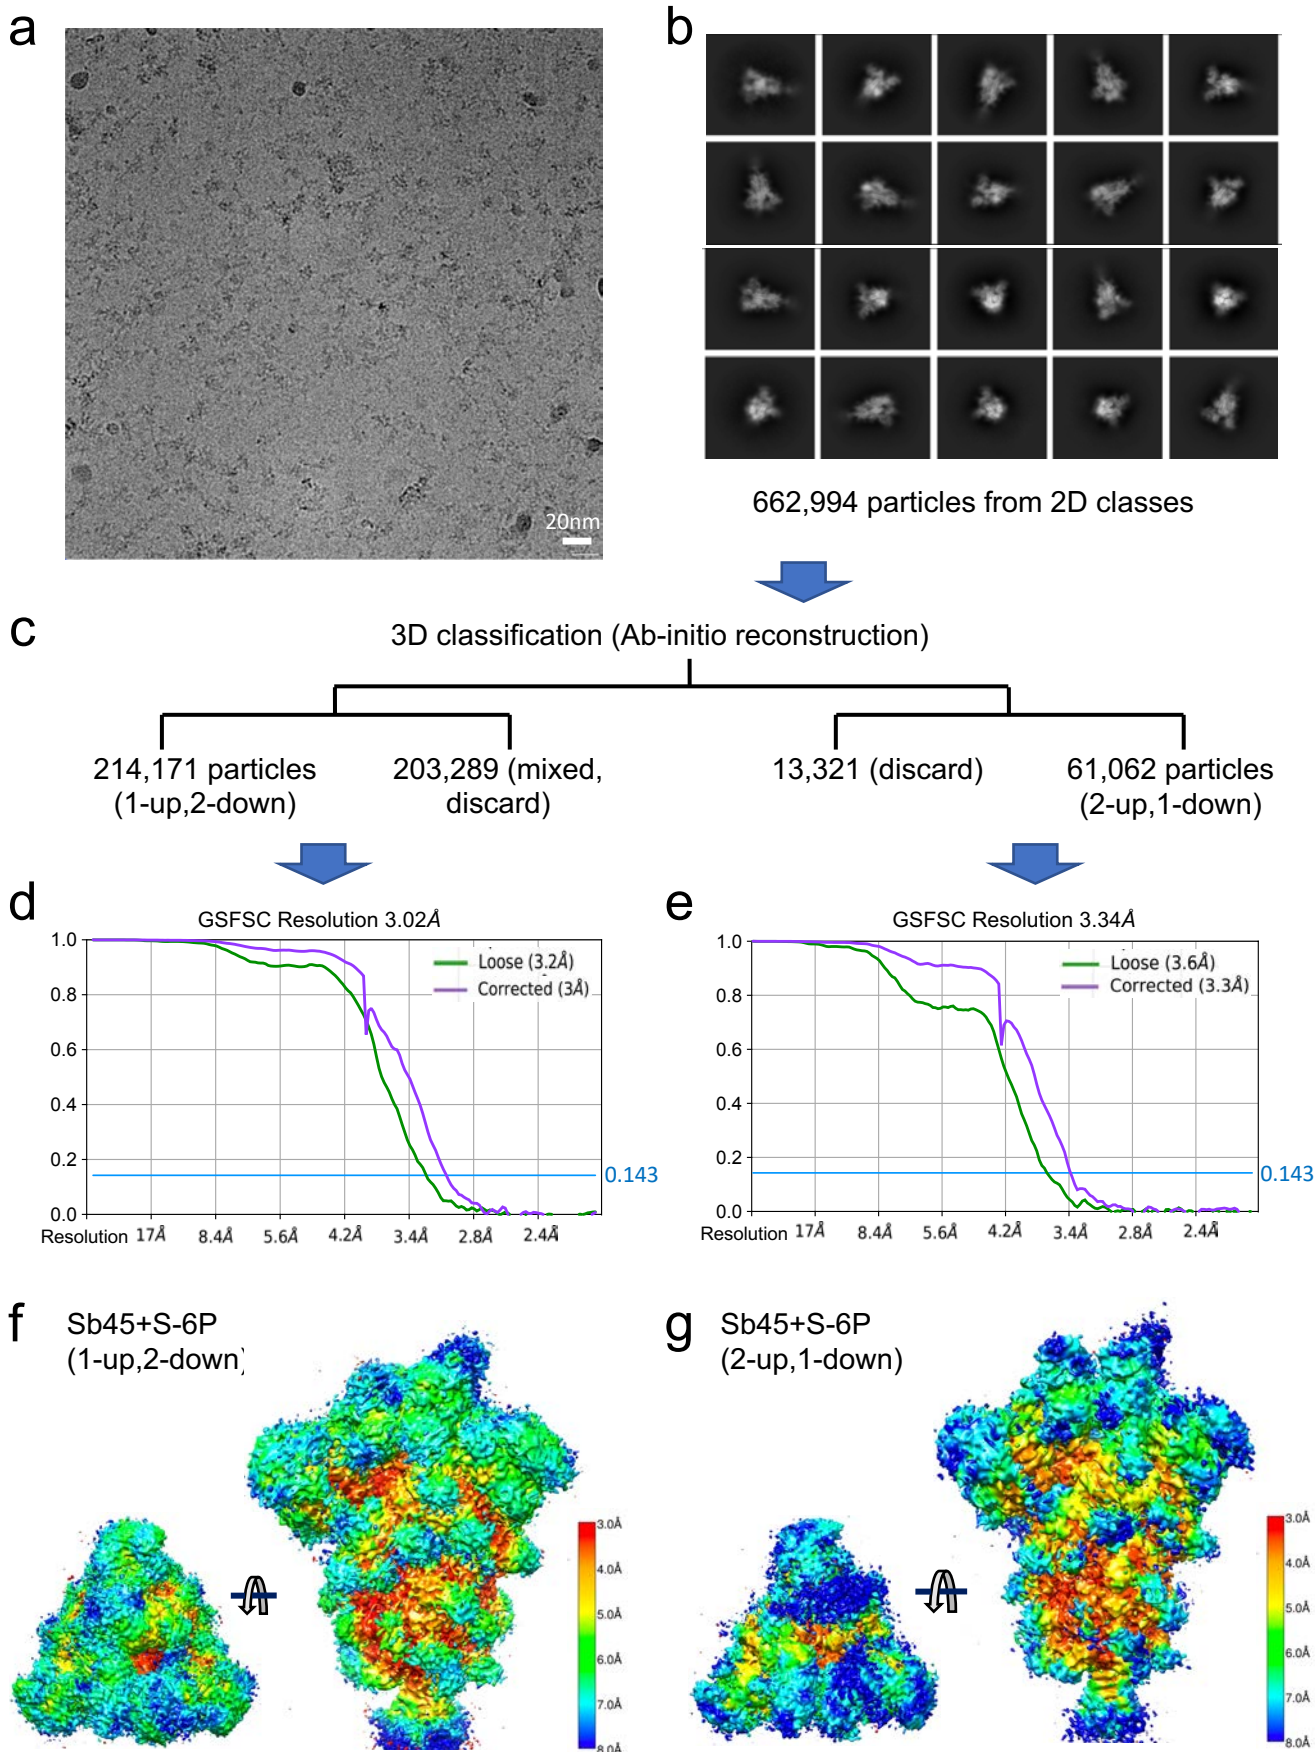 a
b
20nm
662,994 particles from 2D classes
c
3D classification (Ab-initio reconstruction)
214,171 particles
(1-up,2-down)
203,289 (mixed,
discard)
13,321 (discard)
61,062 particles
(2-up,1-down)
d
GSFSC Resolution 3.02Å
1.0
0.8
0.6
0.4
0.2
0.0
Loose (3.2Å)
Corrected (3Å)
0.143
Resolution 17Å 8.4Å 5.6Å 4.2Å 3.4Å 2.8Å 2.4Å
e
GSFSC Resolution 3.34Å
1.0
0.8
0.6
0.4
0.2
0.0
Loose (3.6Å)
Corrected (3.3Å)
0.143
Resolution 17Å 8.4Å 5.6Å 4.2Å 3.4Å 2.8Å 2.4Å
f
Sb45+S-6P
(1-up,2-down)
3.0Å
4.0Å
5.0Å
6.0Å
7.0Å
8.0Å
g
Sb45+S-6P
(2-up,1-down)
3.0Å
4.0Å
5.0Å
6.0Å
7.0Å
8.0Å